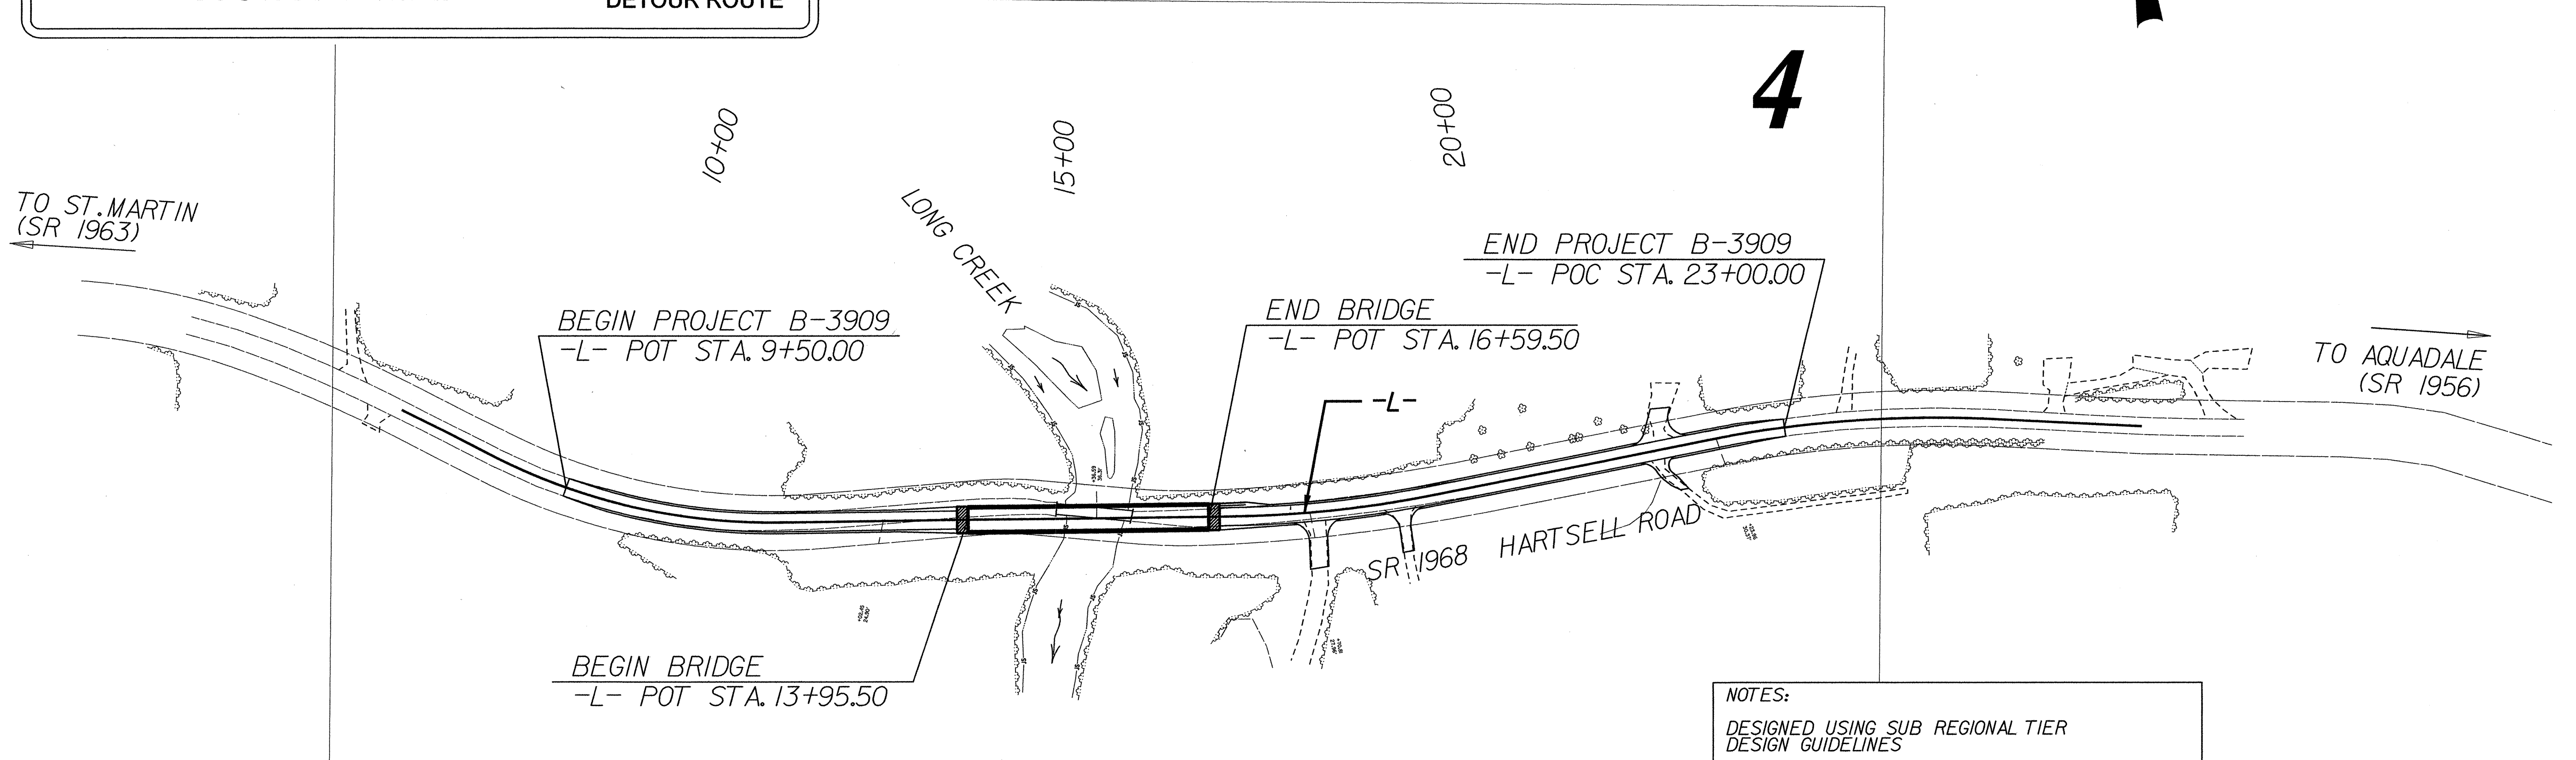 DETOUR ROUTE
4
10+00
15+00
20+00
TO ST. MARTIN
(SR 1963)
LONG CREEK
END PROJECT B-3909
-L- POC STA. 23+00.00
BEGIN PROJECT B-3909
-L- POT STA. 9+50.00
END BRIDGE
-L- POT STA. 16+59.50
TO AQUADALE
(SR 1956)
-L-
SR 1968 HARTSELL ROAD
BEGIN BRIDGE
-L- POT STA. 13+95.50
NOTES:
DESIGNED USING SUB REGIONAL TIER
DESIGN GUIDELINES